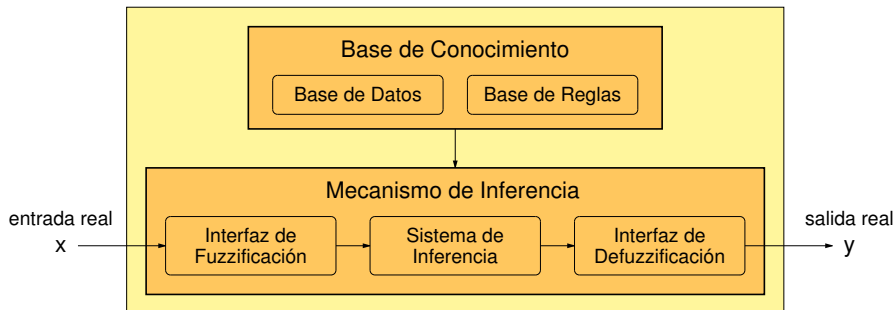 Base de Conocimiento
Base de Datos
Base de Reglas
Mecanismo de Inferencia
entrada real
x
Interfaz de
Fuzzificación
Sistema de
Inferencia
Interfaz de
Defuzzificación
salida real
y